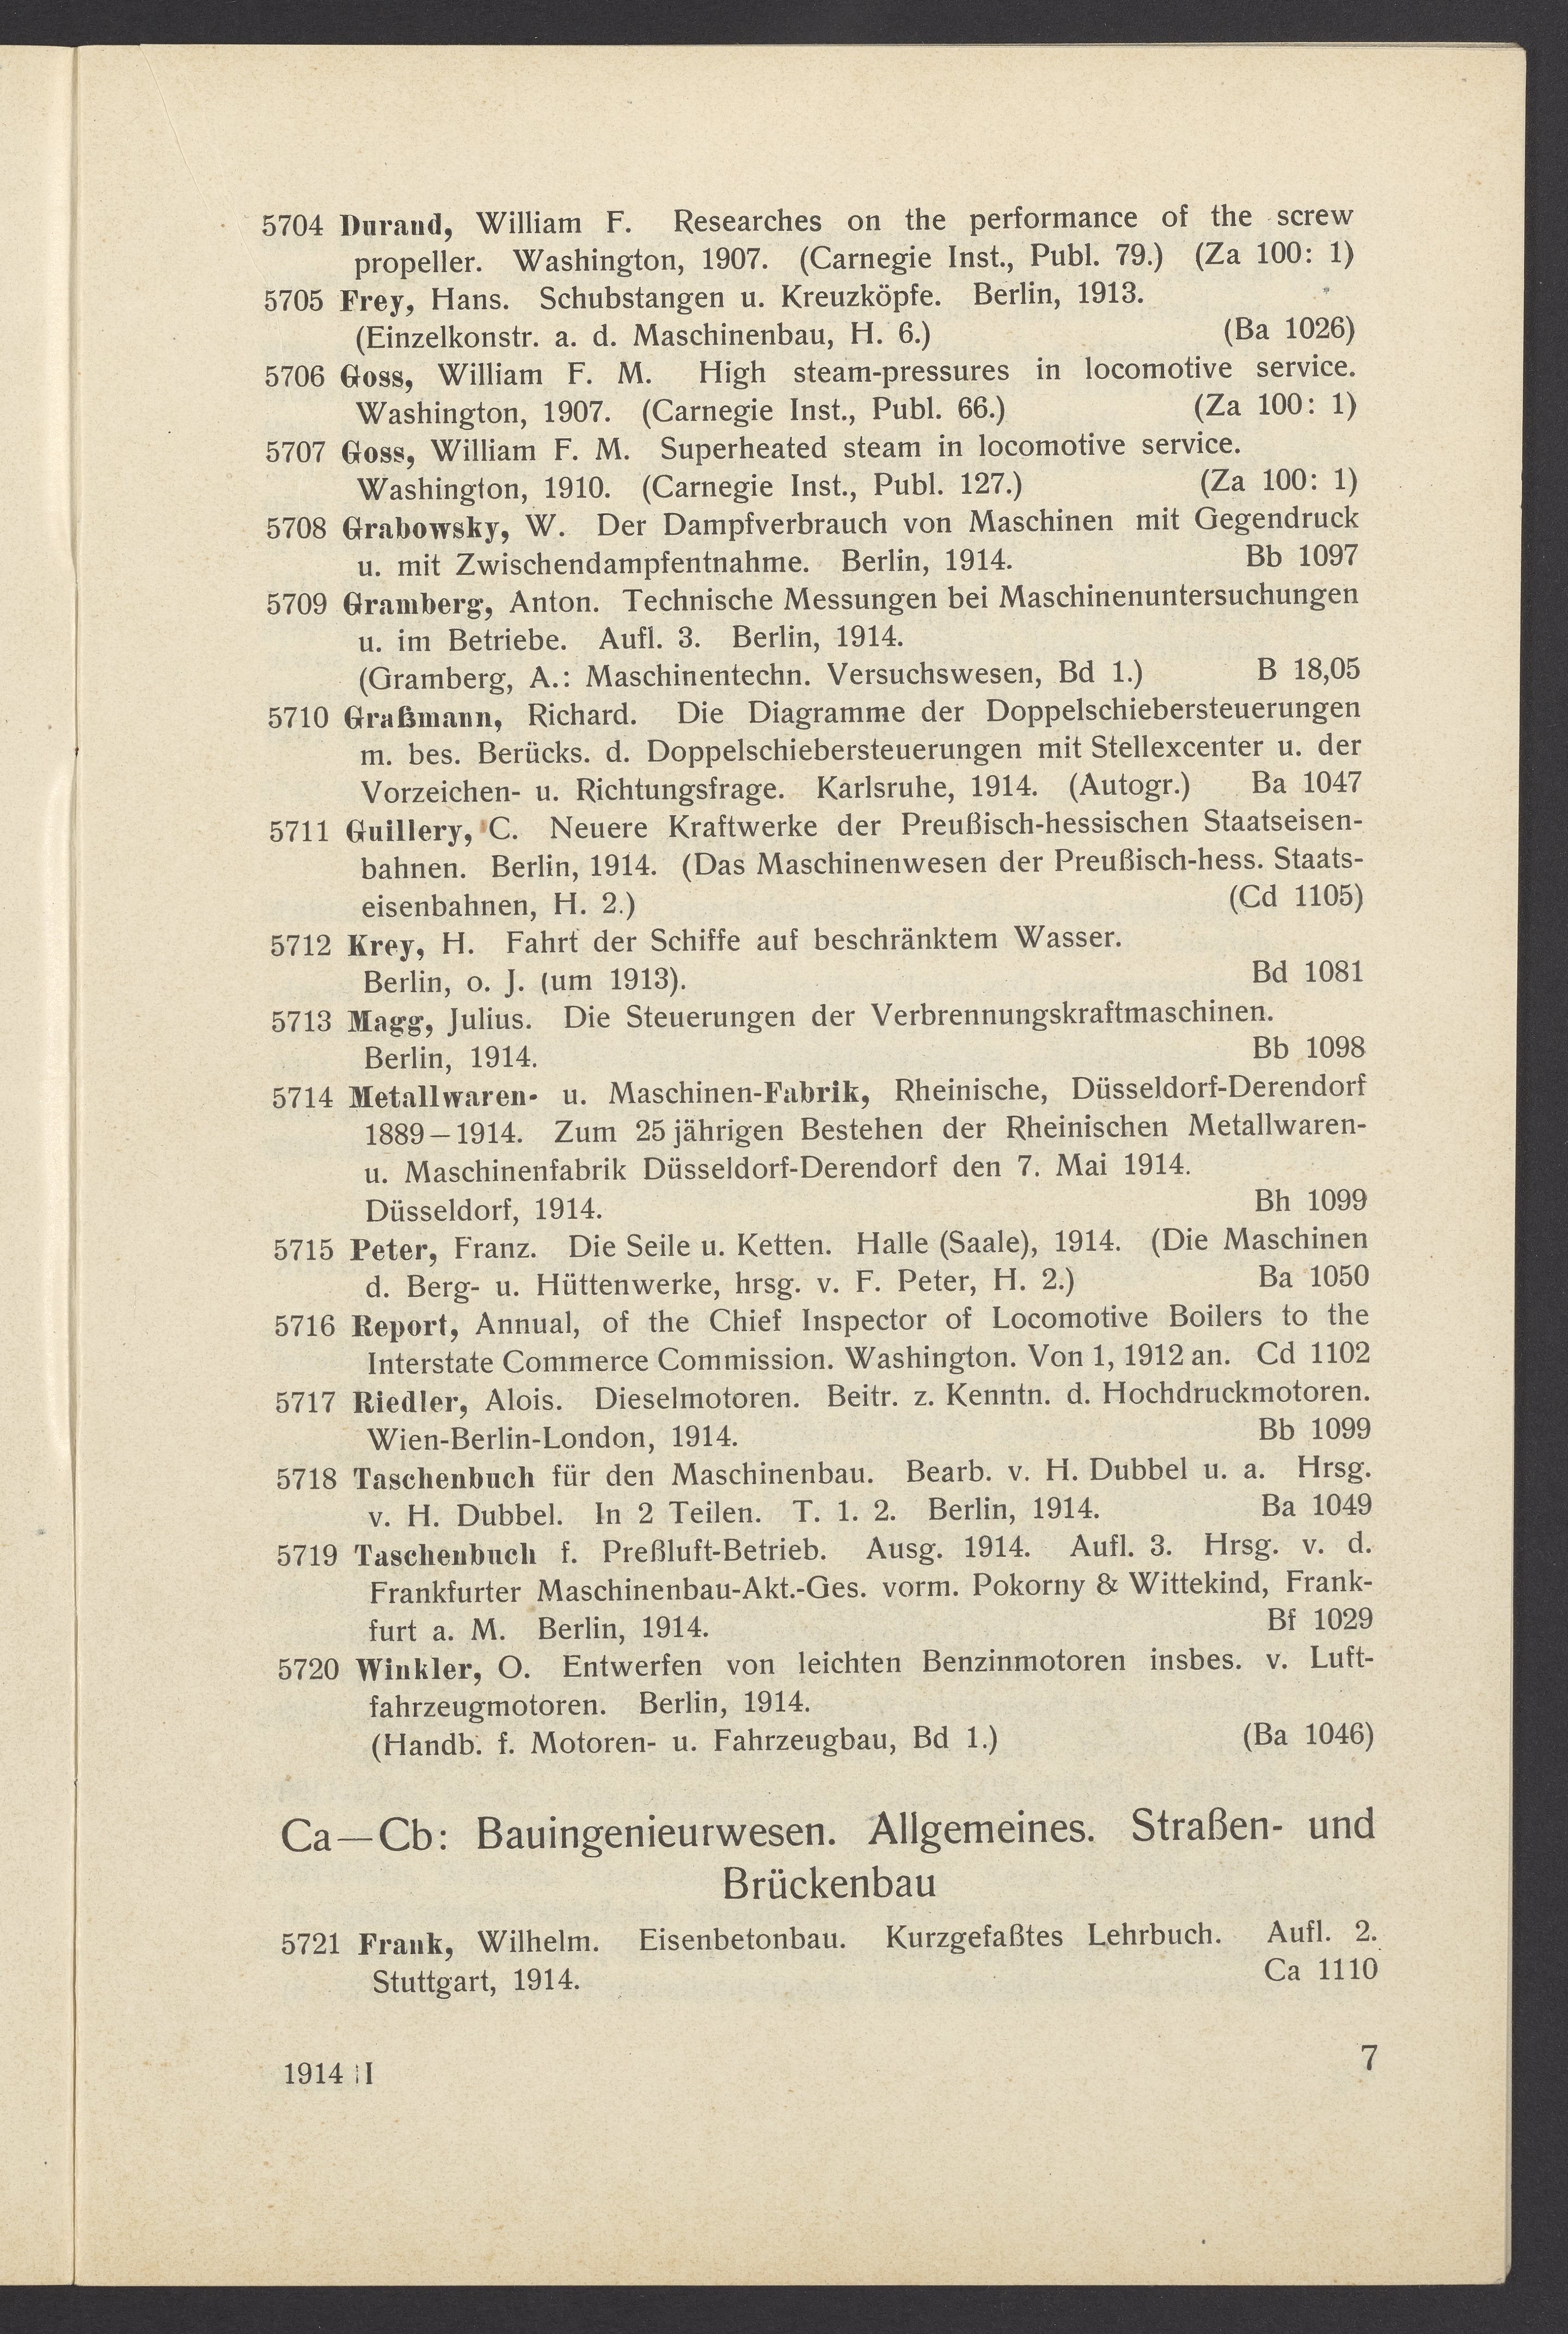 5704 Durand, William F. Researches on the performance of the screw
propeller. Washington, 1907. (Carnegie Inst., Publ. 79.) (Za 100: 1)
5705 Frey, Hans. Schubstangen u. Kreuzköpfe. Berlin, 1913.
(Einzelkonstr. a. d. Maschinenbau, H. 6.) (Ba 1026)
5706 Goss, William F. M. High steam-pressures in locomotive service.
Washington, 1907. (Carnegie Inst., Publ. 66.) (Za 100: 1)
5707 Goss, William F. M. Superheated steam in locomotive service.
Washington, 1910. (Carnegie Inst., Publ. 127.) (Za 100: 1)
5708 Grabowsky, W. Der Dampfverbrauch von Maschinen mit Gegendruck
u. mit Zwischendampfentnahme. Berlin, 1914. Bb 1097
5709 Gramberg, Anton. Technische Messungen bei Maschinenuntersuchungen
u. im Betriebe. Aufl. 3. Berlin, 1914.
(Gramberg, A.: Maschinentechn. Versuchswesen, Bd 1.) B 18,05
5710 Graßmann, Richard. Die Diagramme der Doppelschiebersteuerungen
m. bes. Berücks. d. Doppelschiebersteuerungen mit Stellexcenter u. der
Vorzeichen- u. Richtungsfrage. Karlsruhe, 1914. (Autogr.) Ba 1047
5711 Guillery, C. Neuere Kraftwerke der Preußisch-hessischen Staatseisen-
bahnen. Berlin, 1914. (Das Maschinenwesen der Preußisch-hess. Staats-
eisenbahnen, H. 2.) (Cd 1105)
5712 Krey, H. Fahrt der Schiffe auf beschränktem Wasser.
Berlin, o. J. (um 1913). Bd 1081
5713 Magg, Julius. Die Steuerungen der Verbrennungskraftmaschinen.
Berlin, 1914. Bb 1098
5714 Metallwaren- u. Maschinen-Fabrik, Rheinische, Düsseldorf-Derendorf
1889—1914. Zum 25 jährigen Bestehen der Rheinischen Metallwaren-
u. Maschinenfabrik Düsseldorf-Derendorf den 7. Mai 1914.
Düsseldorf, 1914. Bh 1099
5715 Peter, Franz. Die Seile u. Ketten. Halle (Saale), 1914. (Die Maschinen
d. Berg- u. Hüttenwerke, hrsg. v. F. Peter, H. 2.) Ba 1050
5716 Report, Annual, of the Chief Inspector of Locomotive Boilers to the
Interstate Commerce Commission. Washington. Von 1, 1912 an. Cd 1102
5717 Riedler, Alois. Dieselmotoren. Beitr. z. Kenntn. d. Hochdruckmotoren.
Wien-Berlin-London, 1914. Bb 1099
5718 Taschenbuch für den Maschinenbau. Bearb. v. H. Dubbel u. a. Hrsg.
v. H. Dubbel. In 2 Teilen. T. 1. 2. Berlin, 1914. Ba 1049
5719 Taschenbuch f. Preßluft-Betrieb. Ausg. 1914. Aufl. 3. Hrsg. v. d.
Frankfurter Maschinenbau-Akt.-Ges. vorm. Pokorny & Wittekind, Frank-
furt a. M. Berlin, 1914. Bf 1029
5720 Winkler, O. Entwerfen von leichten Benzinmotoren insbes. v. Luft-
fahrzeugmotoren. Berlin, 1914.
(Handb. f. Motoren- u. Fahrzeugbau, Bd 1.) (Ba 1046)
Ca—Cb: Bauingenieurwesen. Allgemeines. Straßen- und
Brückenbau
5721 Frank, Wilhelm. Eisenbetonbau. Kurzgefaßtes Lehrbuch. Aufl. 2.
Stuttgart, 1914. Ca 1110
1914 II 7